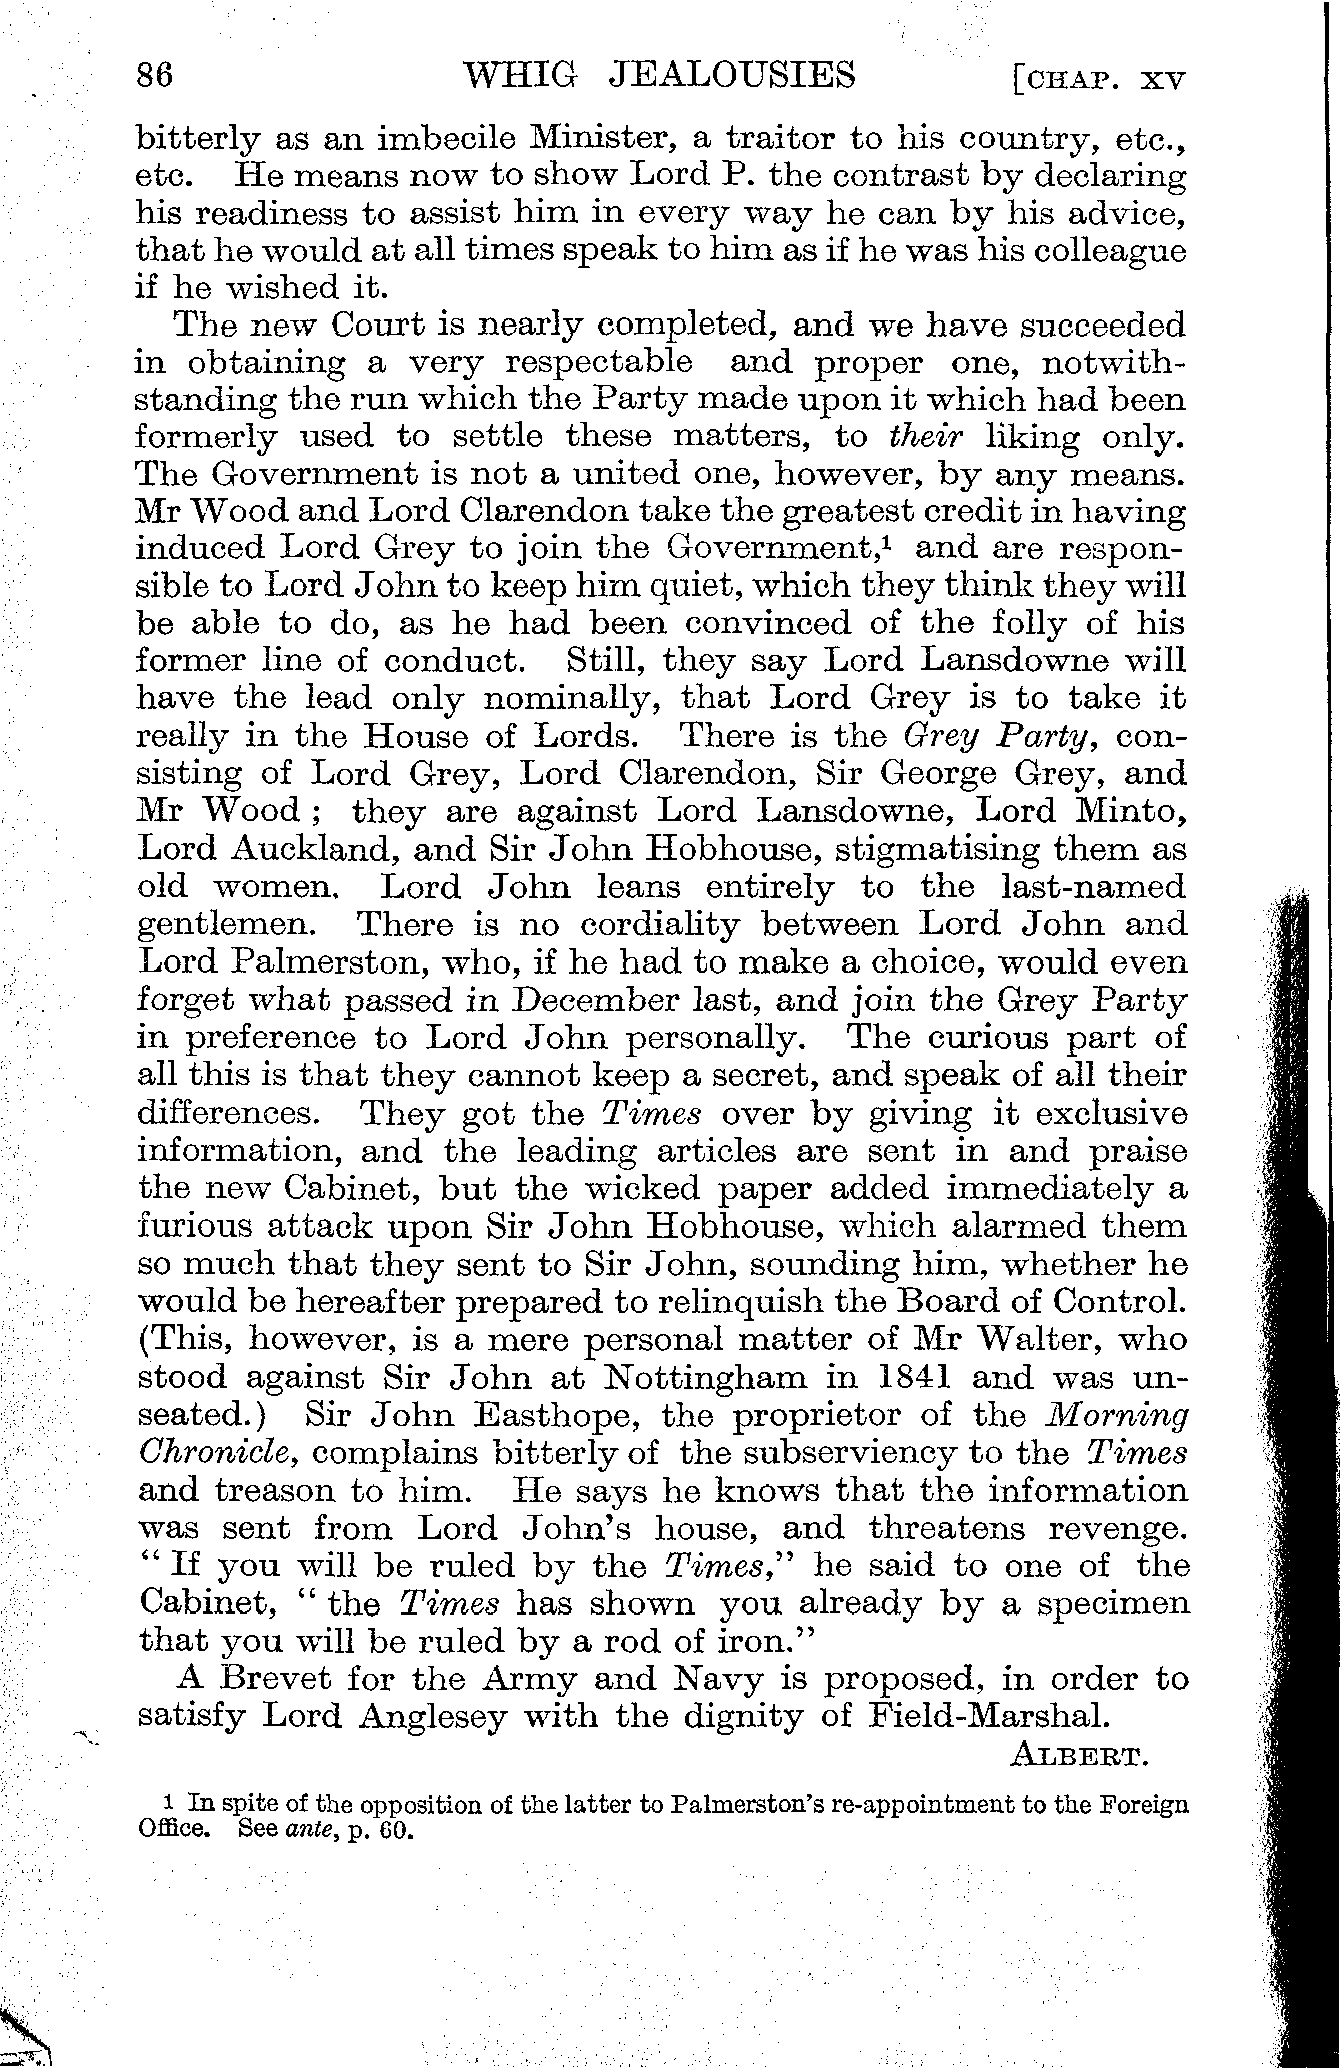 86 WHIG JEALOUSIES [CHAP. XV
bitterly as an imbecile Minister, a traitor to his country, etc.,
etc. He means now to show Lord P. the contrast by declaring
his readiness to assist him in every way he can by his advice,
that he would at all times speak to him as if he was his colleague
if he wished it.
The new Court is nearly completed, and we have succeeded
in obtaining a very respectable and proper one, notwith-
standing the run which the Party made upon it which had been
formerly used to settle these matters, to their liking only.
The Government is not a united one, however, by any means.
Mr Wood and Lord Clarendon take the greatest credit in having
induced Lord Grey to join the Government,¹ and are respon-
sible to Lord John to keep him quiet, which they think they will
be able to do, as he had been convinced of the folly of his
former line of conduct. Still, they say Lord Lansdowne will
have the lead only nominally, that Lord Grey is to take it
really in the House of Lords. There is the Grey Party, con-
sisting of Lord Grey, Lord Clarendon, Sir George Grey, and
Mr Wood ; they are against Lord Lansdowne, Lord Minto,
Lord Auckland, and Sir John Hobhouse, stigmatising them as
old women. Lord John leans entirely to the last-named
gentlemen. There is no cordiality between Lord John and
Lord Palmerston, who, if he had to make a choice, would even
forget what passed in December last, and join the Grey Party
in preference to Lord John personally. The curious part of
all this is that they cannot keep a secret, and speak of all their
differences. They got the Times over by giving it exclusive
information, and the leading articles are sent in and praise
the new Cabinet, but the wicked paper added immediately a
furious attack upon Sir John Hobhouse, which alarmed them
so much that they sent to Sir John, sounding him, whether he
would be hereafter prepared to relinquish the Board of Control.
(This, however, is a mere personal matter of Mr Walter, who
stood against Sir John at Nottingham in 1841 and was un-
seated.) Sir John Easthope, the proprietor of the Morning
Chronicle, complains bitterly of the subserviency to the Times
and treason to him. He says he knows that the information
was sent from Lord John's house, and threatens revenge.
" If you will be ruled by the Times," he said to one of the
Cabinet, " the Times has shown you already by a specimen
that you will be ruled by a rod of iron."
A Brevet for the Army and Navy is proposed, in order to
satisfy Lord Anglesey with the dignity of Field-Marshal.
ALBERT.
1 In spite of the opposition of the latter to Palmerston's re-appointment to the Foreign
Office. See ante, p. 60.